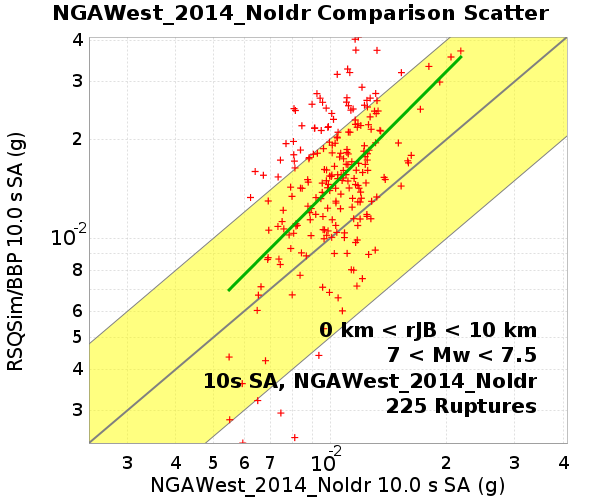 NGAWest_2014_NoIdr Comparison Scatter
4
3
2
10-2
8
6
5
4
3
RSQSim/BBP 10.0 s SA (g)
0 km < rJB < 10 km
7 < Mw < 7.5
10s SA, NGAWest_2014_NoIdr
225 Ruptures
3 4 5 6 7 10-2 2 3 4
NGAWest_2014_NoIdr 10.0 s SA (g)